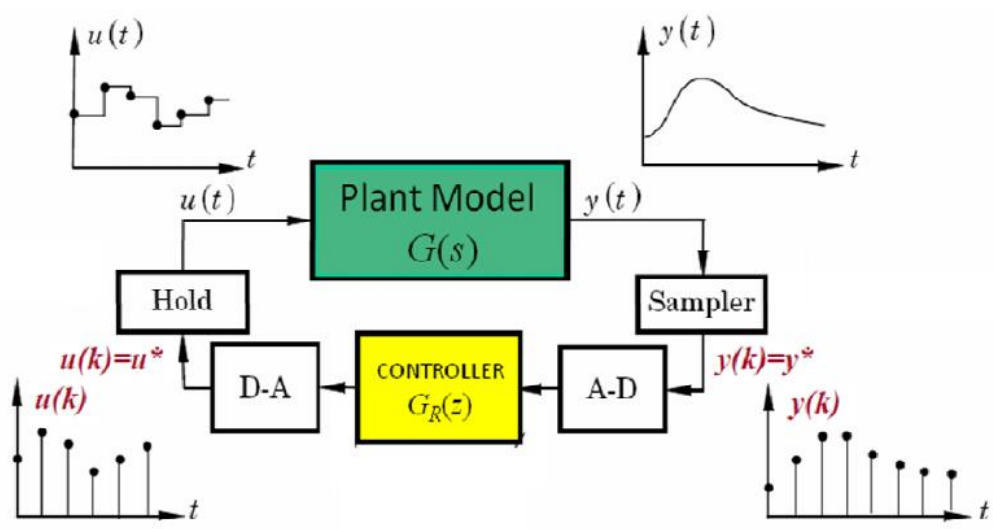 u(t)
t
y(t)
t
u(t)
Plant Model
G(s)
y(t)
Hold
Sampler
u(k)=u*
D-A
CONTROLLER
G_R(z)
A-D
y(k)=y*
u(k)
t
y(k)
t